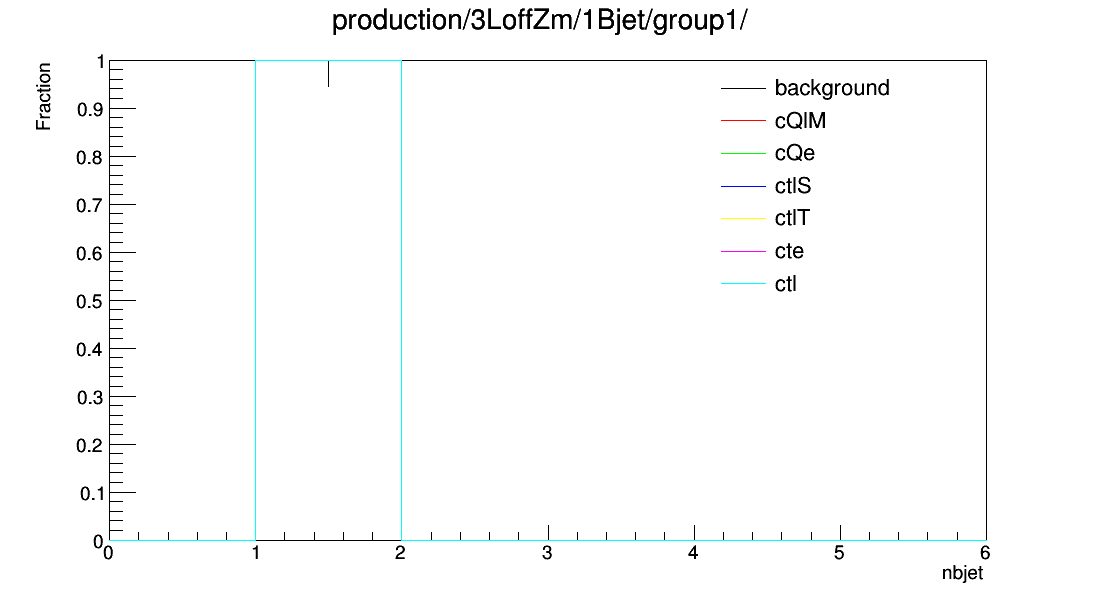 production/3LoffZm/1Bjet/group1/
Fraction
1
0.9
0.8
0.7
0.6
0.5
0.4
0.3
0.2
0.1
0
background
cQlM
cQe
ctlS
ctlT
cte
ctl
0 1 2 3 4 5 6
nbjet